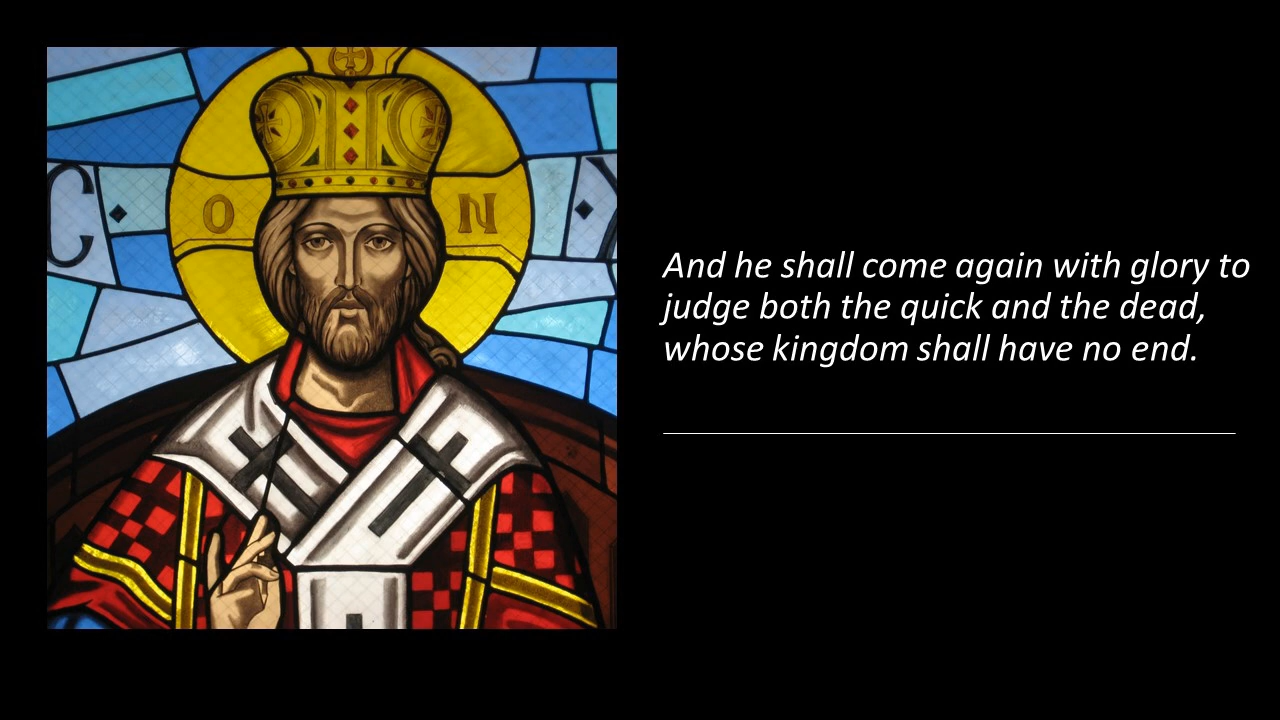 C
O N
And he shall come again with glory to
judge both the quick and the dead,
whose kingdom shall have no end.